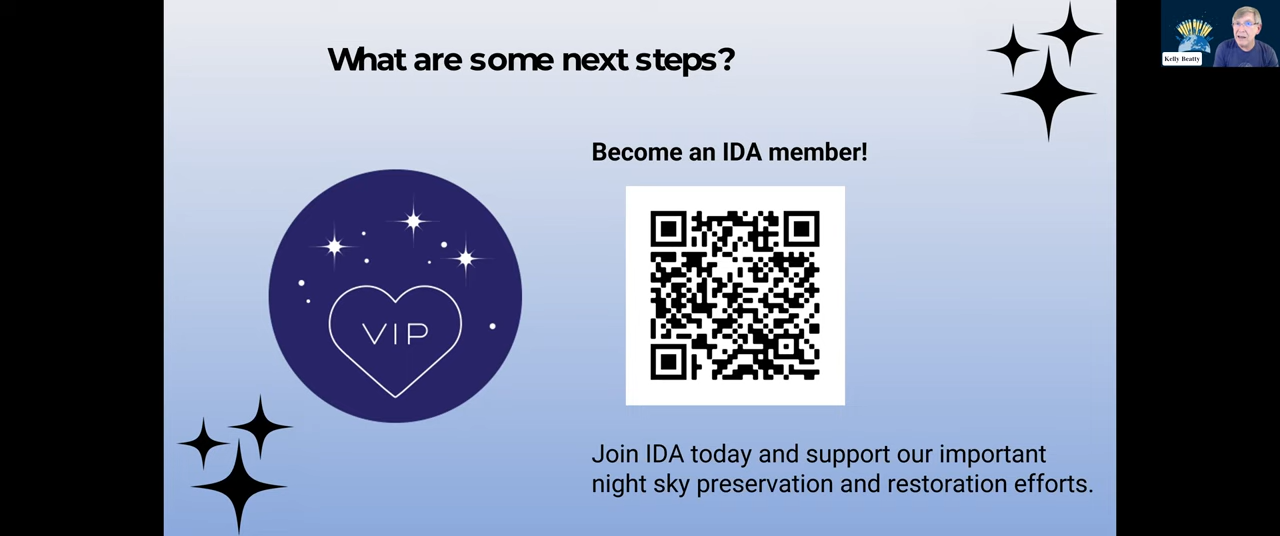 What are some next steps?
Kelly Beatty
Become an IDA member!
VIP
Join IDA today and support our important
night sky preservation and restoration efforts.